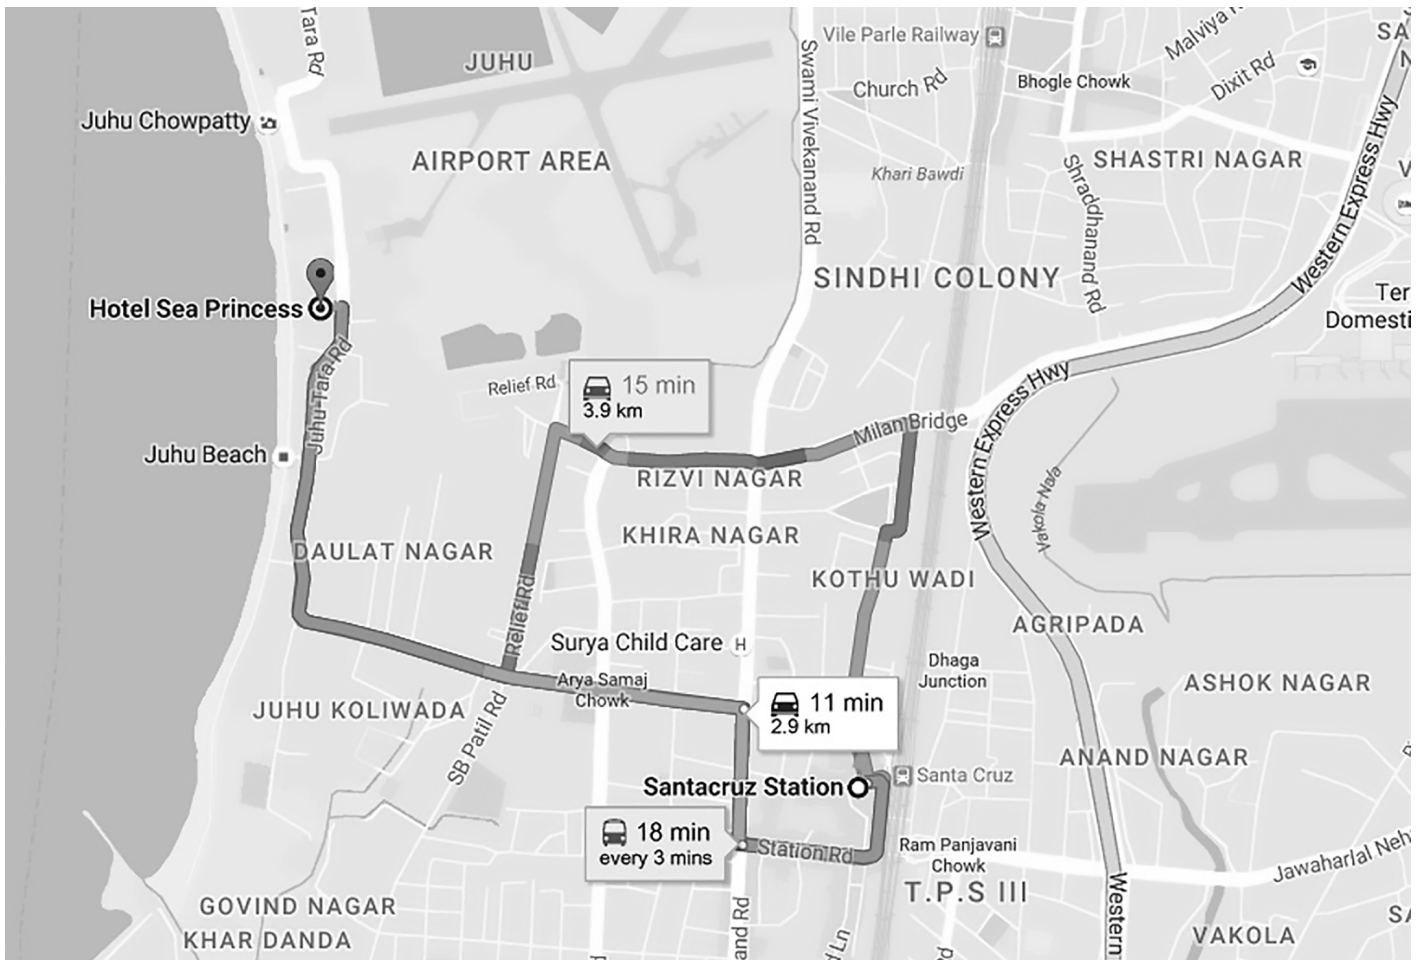 Tara Rd
JUHU
Vile Parle Railway
Malviya
SA
N
Juhu Chowpatty
AIRPORT AREA
Swami Vivekanand Rd
Church Rd
Bhogle Chowk
Dixit Rd
Khari Bawdi
SHASTRI NAGAR
V
Shraddhanand Rd
Western Express Hwy
SINDHI COLONY
Hotel Sea Princess
Ter
Domesti
Juhu Tara Rd
Relief Rd
15 min
3.9 km
Milan Bridge
Western Express Hwy
Juhu Beach
RIZVI NAGAR
Western Express Hwy
Vakola Nala
DAULAT NAGAR
KHIRA NAGAR
KOTHU WADI
Relief Rd
Surya Child Care
H
AGRIPADA
Dhaga
Junction
Arya Samaj
Chowk
ASHOK NAGAR
JUHU KOLIWADA
SB Patil Rd
11 min
2.9 km
ANAND NAGAR
Santacruz Station
Santa Cruz
18 min
every 3 mins
Station Rd
Ram Panjavani
Chowk
Jawaharlal Neh
T.P.S III
GOVIND NAGAR
KHAR DANDA
and Rd
d Ln
Western
SA
VAKOLA